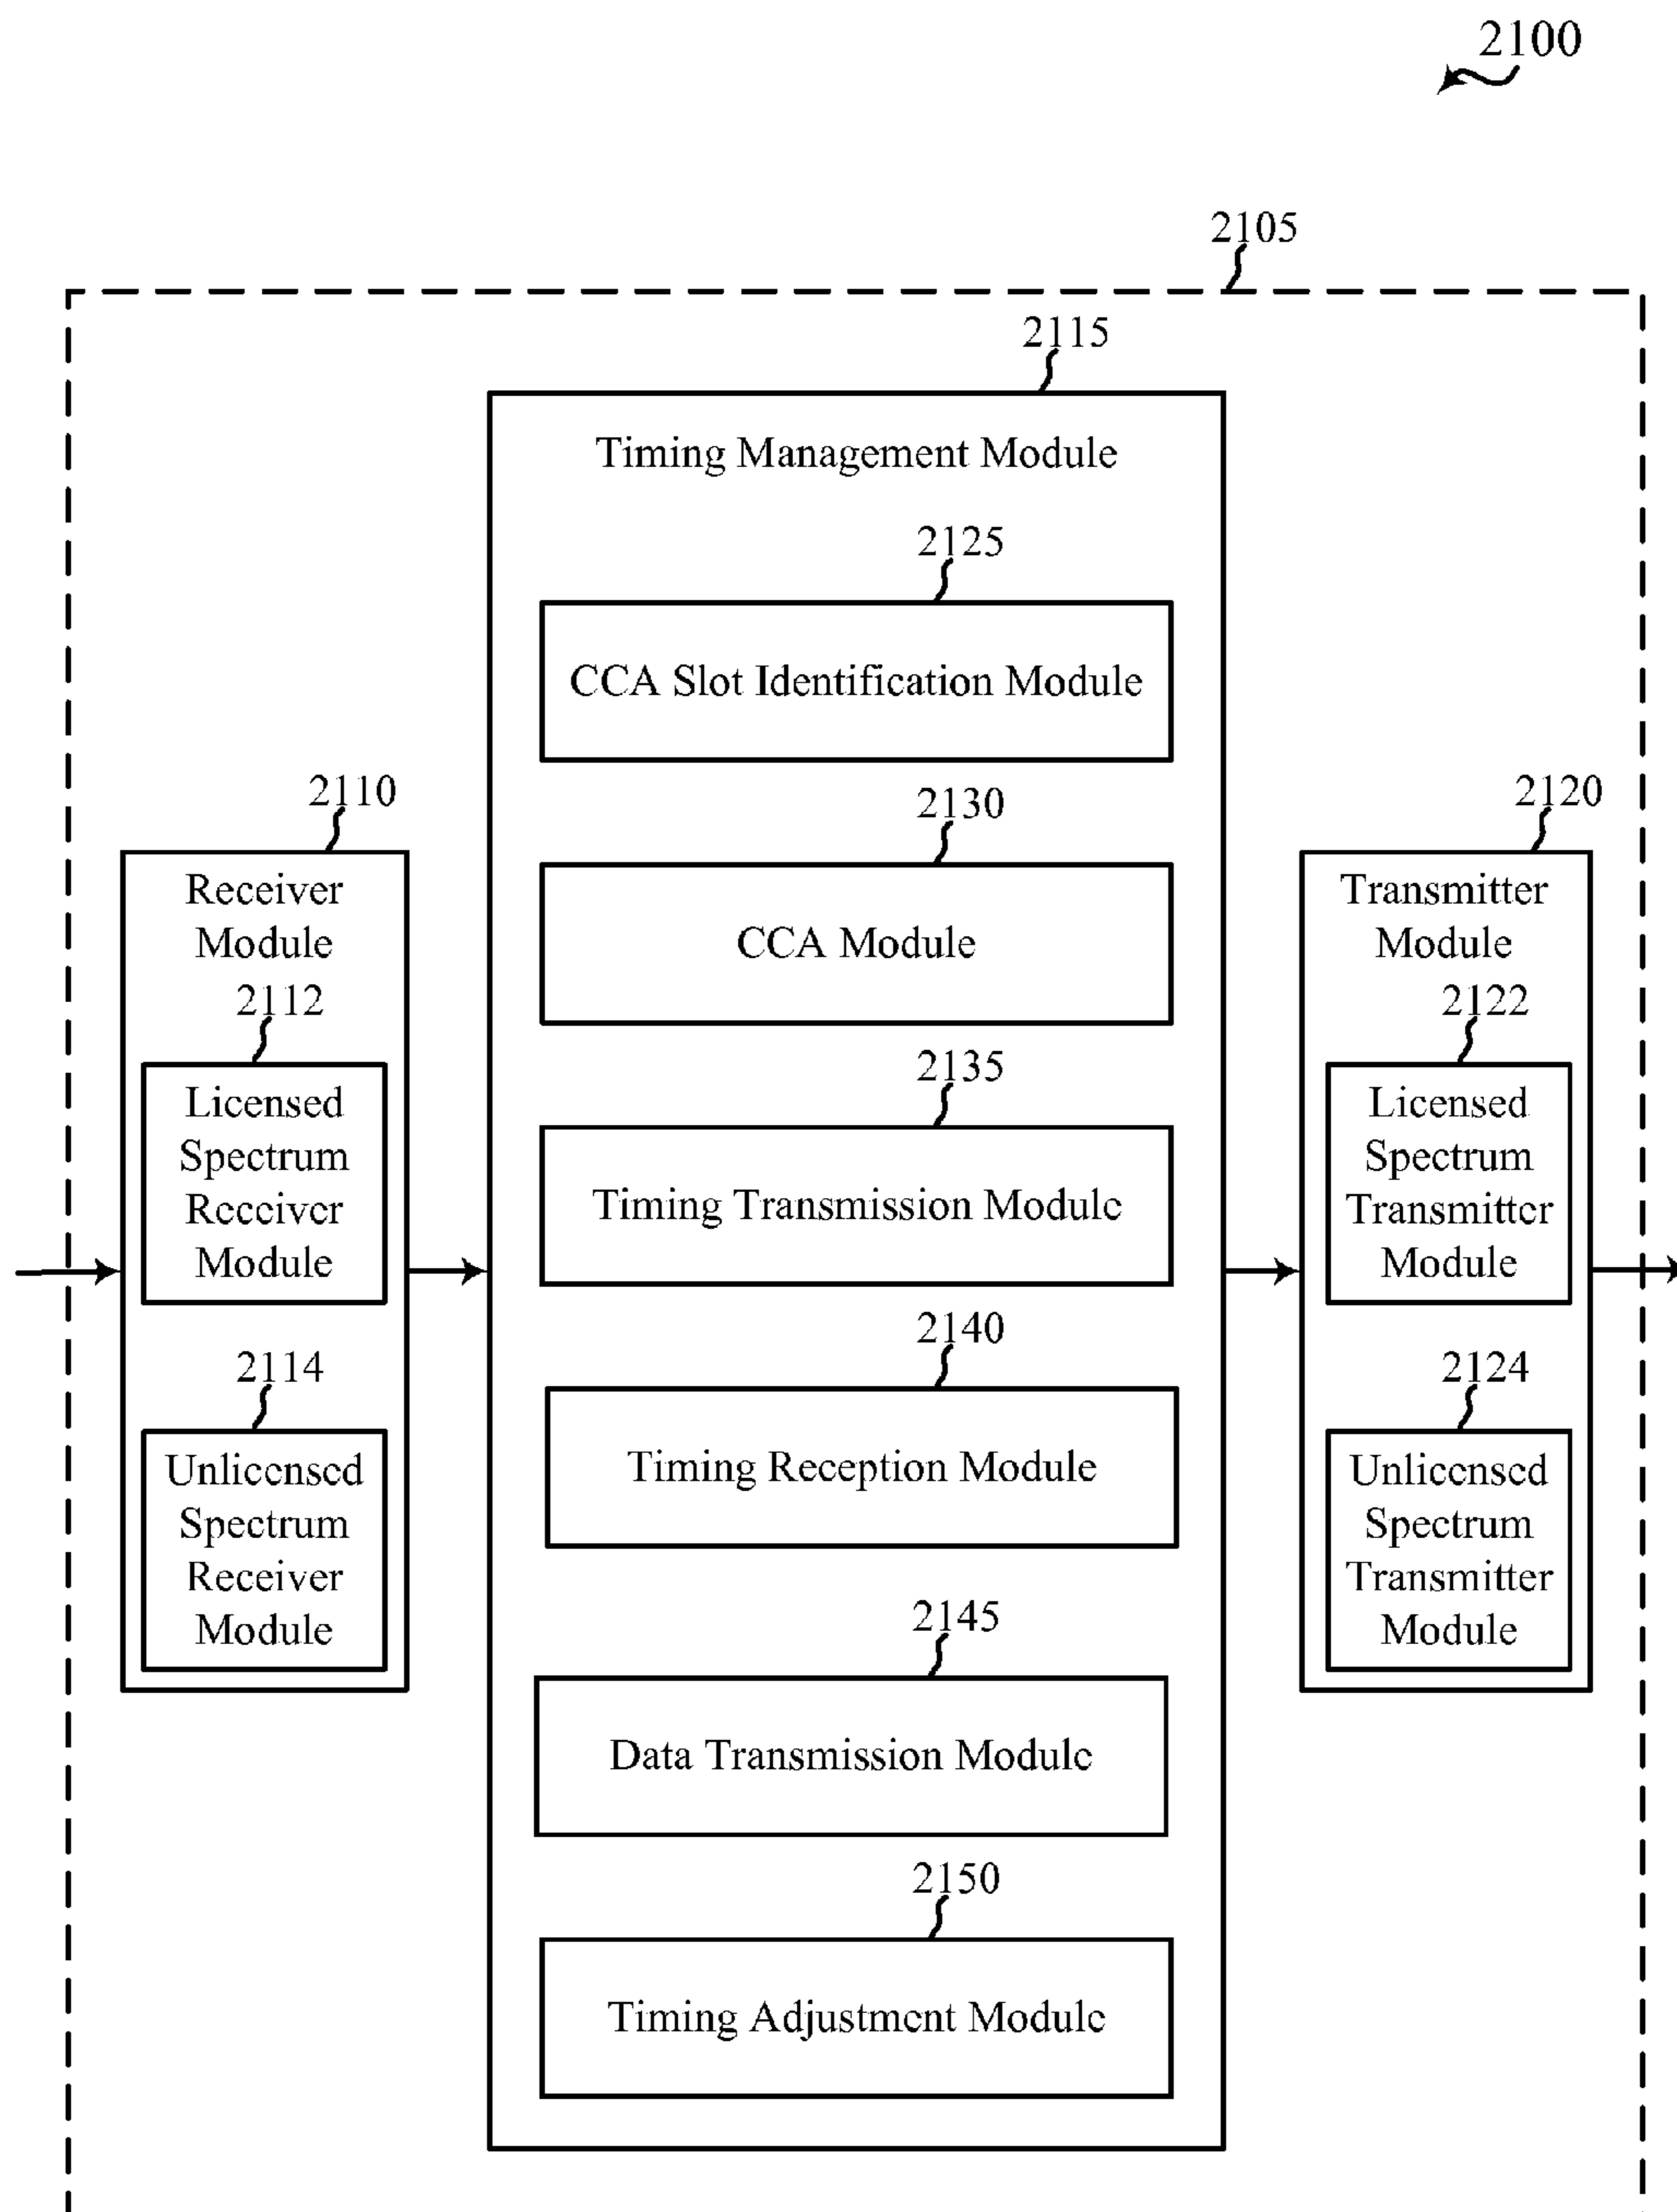 2100
2105
2115
Timing Management Module
2125
CCA Slot Identification Module
2130
CCA Module
2135
Timing Transmission Module
2140
Timing Reception Module
2145
Data Transmission Module
2150
Timing Adjustment Module
2110
Receiver
Module
2112
Licensed
Spectrum
Receiver
Module
2114
Unlicensed
Spectrum
Receiver
Module
2120
Transmitter
Module
2122
Licensed
Spectrum
Transmitter
Module
2124
Unlicensed
Spectrum
Transmitter
Module